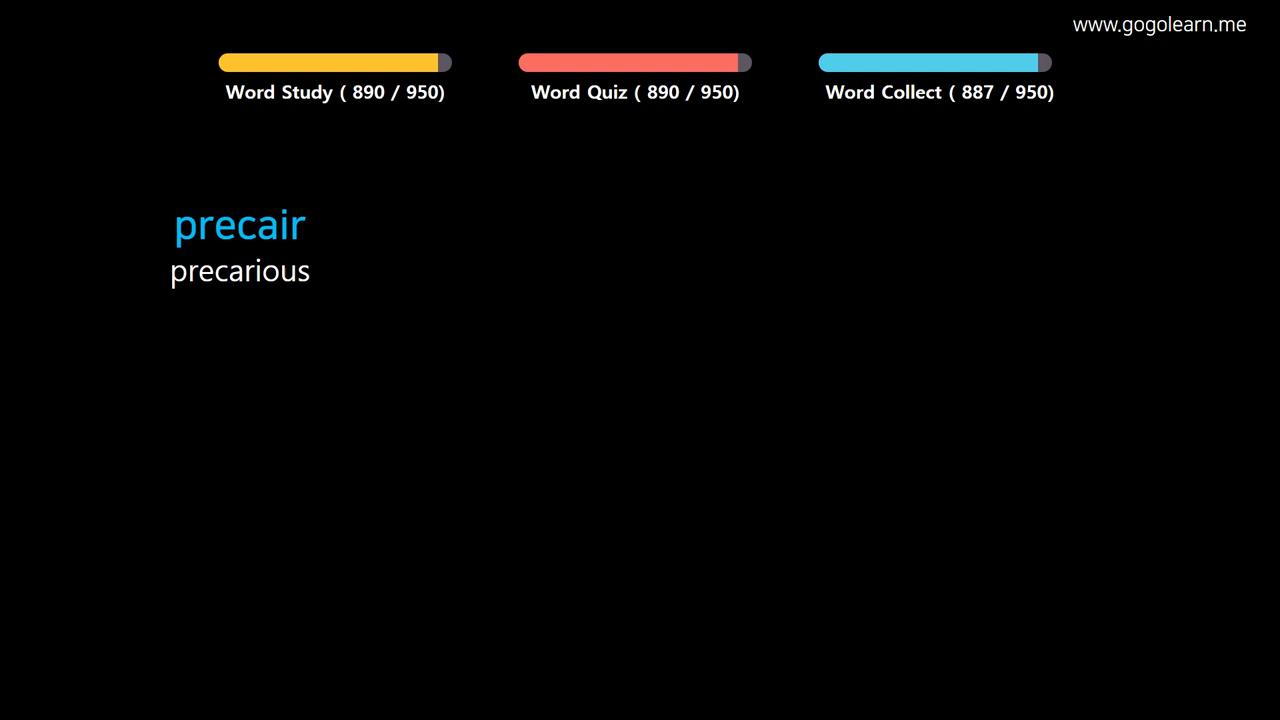 www.gogolearn.me
Word Study ( 890 / 950)
Word Quiz ( 890 / 950)
Word Collect ( 887 / 950)
precair
precarious